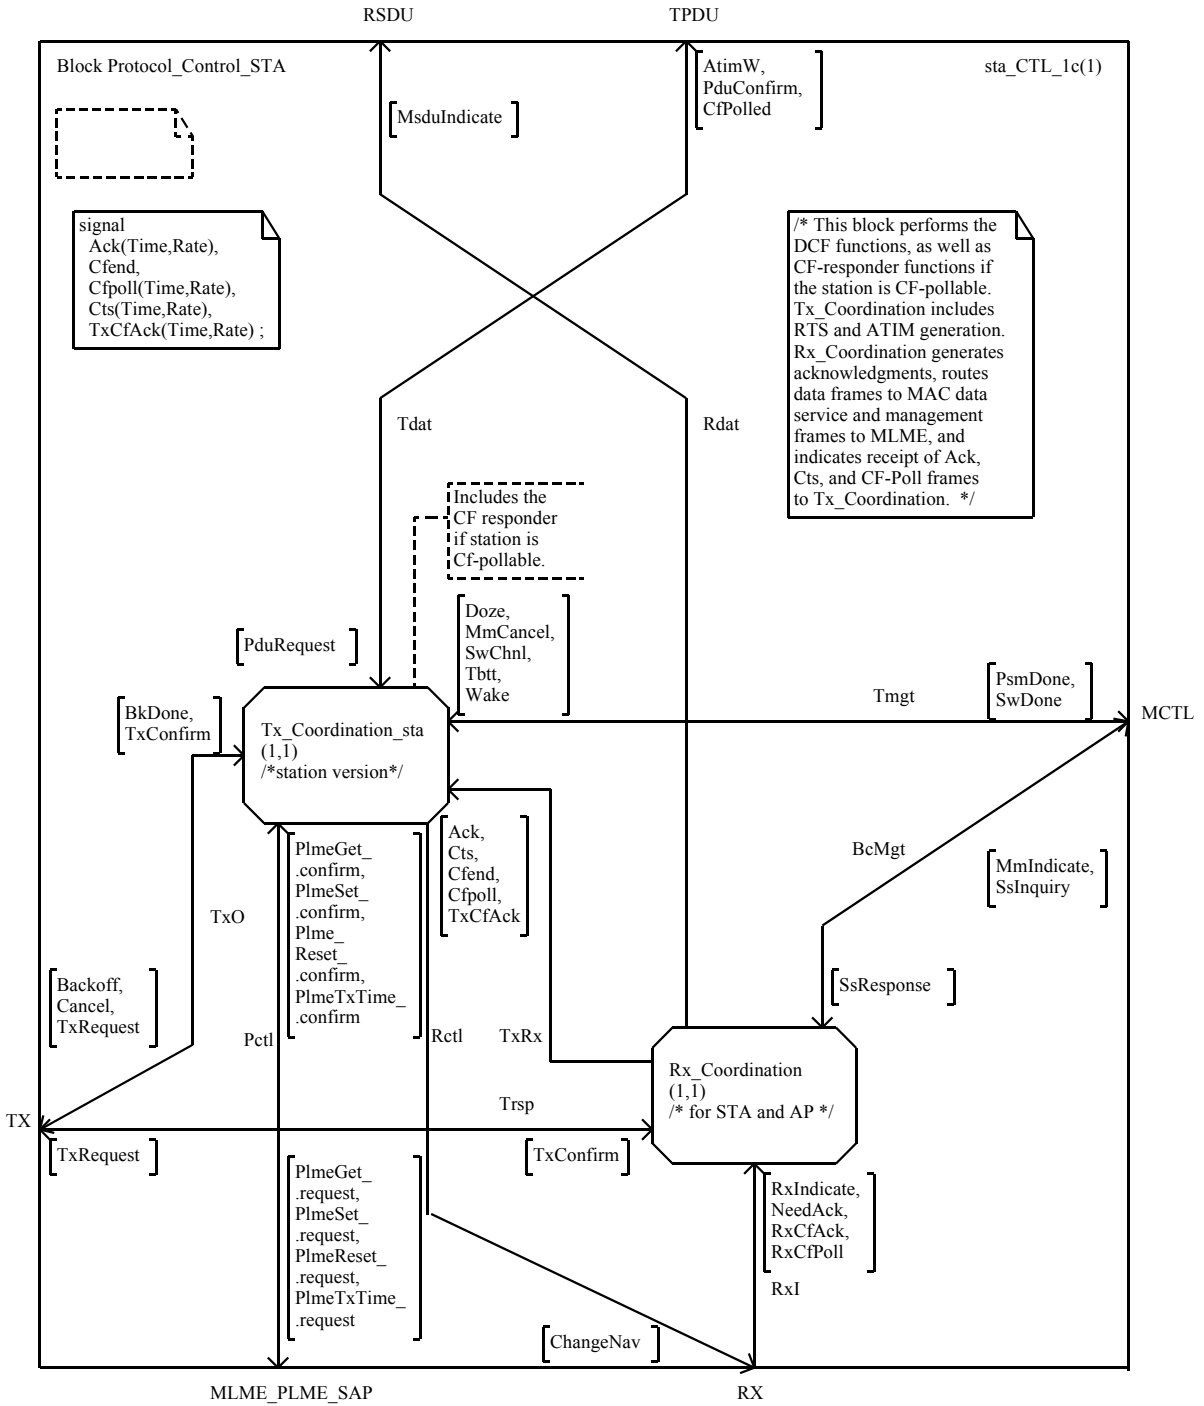 RSDU
TPDU
Block Protocol_Control_STA
sta_CTL_1c(1)
AtimW,
PduConfirm,
CfPolled
MsduIndicate
signal
Ack(Time,Rate),
Cfend,
Cfpoll(Time,Rate),
Cts(Time,Rate),
TxCfAck(Time,Rate) ;
/* This block performs the
DCF functions, as well as
CF-responder functions if
the station is CF-pollable.
Tx_Coordination includes
RTS and ATIM generation.
Rx_Coordination generates
acknowledgments, routes
data frames to MAC data
service and management
frames to MLME, and
indicates receipt of Ack,
Cts, and CF-Poll frames
to Tx_Coordination.  */
Tdat
Rdat
Includes the
CF responder
if station is
Cf-pollable.
Doze,
MmCancel,
SwChnl,
Tbtt,
Wake
PduRequest
PsmDone,
SwDone
Tmgt
MCTL
BkDone,
TxConfirm
Tx_Coordination_sta
(1,1)
/*station version*/
Ack,
Cts,
Cfend,
Cfpoll,
TxCfAck
PlmeGet_
.confirm,
PlmeSet_
.confirm,
Plme_
Reset_
.confirm,
PlmeTxTime_
.confirm
BcMgt
MmIndicate,
SsInquiry
TxO
Backoff,
Cancel,
TxRequest
SsResponse
Pctl
Rctl
TxRx
Rx_Coordination
(1,1)
/* for STA and AP */
Trsp
TX
TxRequest
TxConfirm
PlmeGet_
.request,
PlmeSet_
.request,
PlmeReset_
.request,
PlmeTxTime_
.request
RxIndicate,
NeedAck,
RxCfAck,
RxCfPoll
RxI
ChangeNav
MLME_PLME_SAP
RX